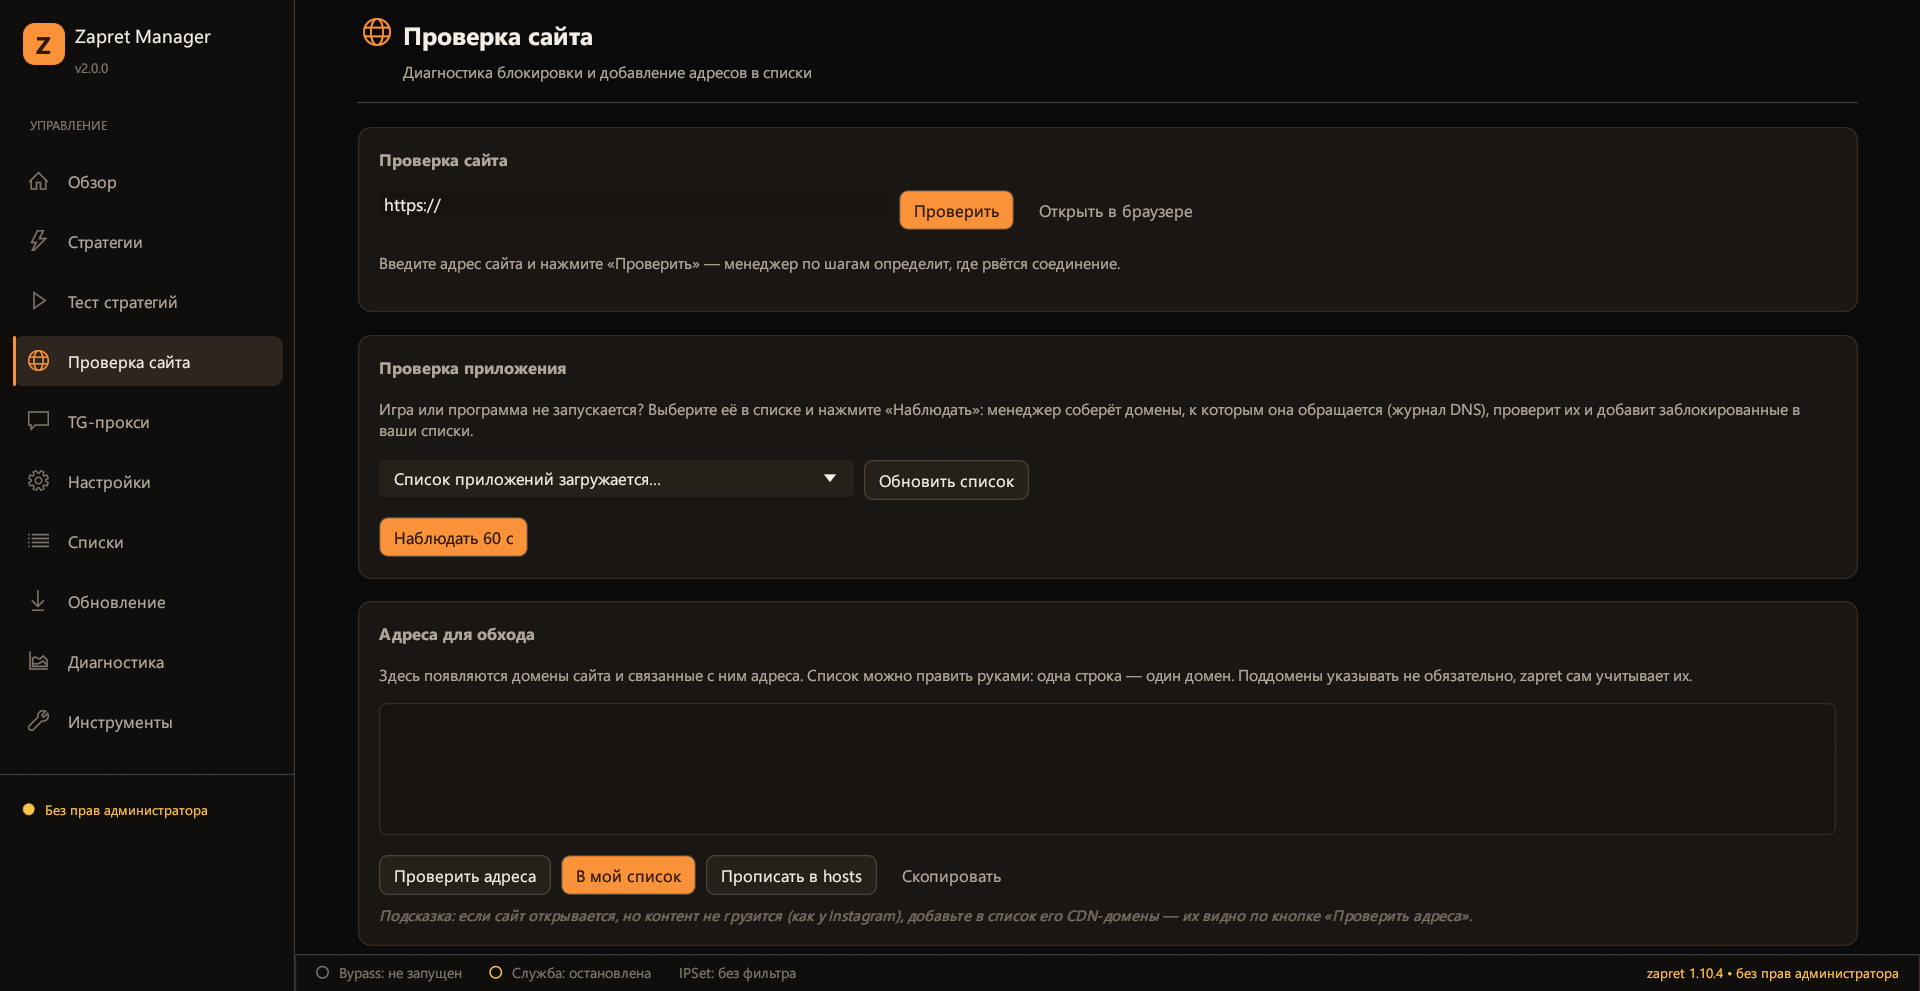 Z
Zapret Manager
v2.0.0
УПРАВЛЕНИЕ
Обзор
Стратегии
Тест стратегий
Проверка сайта
TG-прокси
Настройки
Списки
Обновление
Диагностика
Инструменты
Без прав администратора
Проверка сайта
Диагностика блокировки и добавление адресов в списки
Проверка сайта
https://
Проверить
Открыть в браузере
Введите адрес сайта и нажмите «Проверить» — менеджер по шагам определит, где рвётся соединение.
Проверка приложения
Игра или программа не запускается? Выберите её в списке и нажмите «Наблюдать»: менеджер соберёт домены, к которым она обращается (журнал DNS), проверит их и добавит заблокированные в
ваши списки.
Список приложений загружается...
Обновить список
Наблюдать 60 с
Адреса для обхода
Здесь появляются домены сайта и связанные с ним адреса. Список можно править руками: одна строка — один домен. Поддомены указывать не обязательно, zapret сам учитывает их.
Проверить адреса
В мой список
Прописать в hosts
Скопировать
Подсказка: если сайт открывается, но контент не грузится (как у Instagram), добавьте в список его CDN-домены — их видно по кнопке «Проверить адреса».
Bypass: не запущен
Служба: остановлена
IPSet: без фильтра
zapret 1.10.4 • без прав администратора